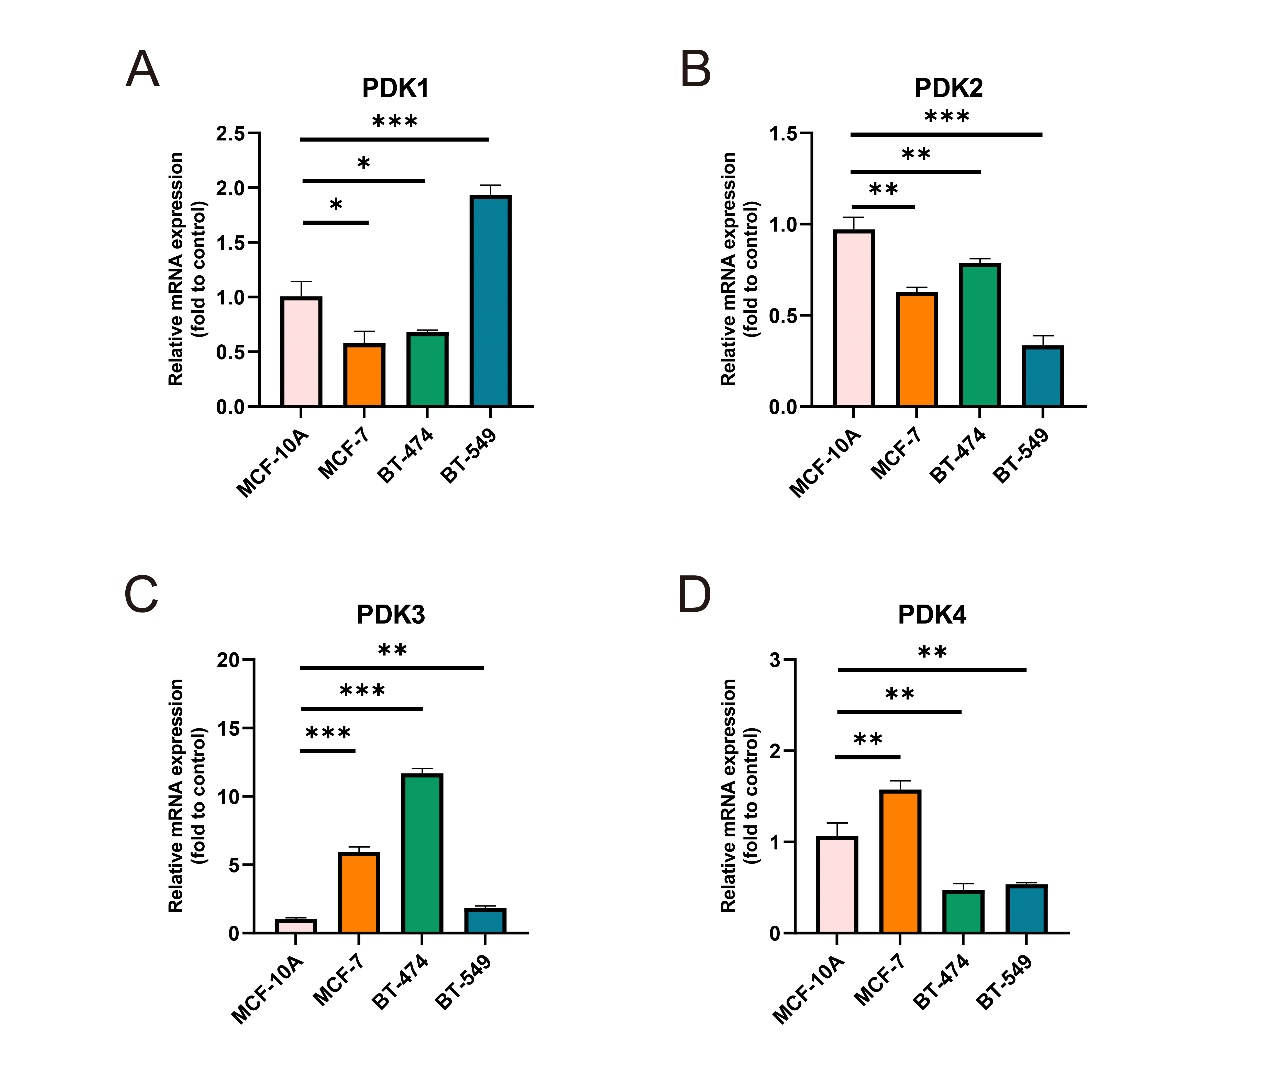 A
PDK1
***
*
*
Relative mRNA expression
(fold to control)
2.5
2.0
1.5
1.0
0.5
0.0
MCF-10A
MCF-7
BT-474
BT-549
B
PDK2
***
**
**
Relative mRNA expression
(fold to control)
1.5
1.0
0.5
0.0
MCF-10A
MCF-7
BT-474
BT-549
C
PDK3
**
***
***
Relative mRNA expression
(fold to control)
20
15
10
5
0
MCF-10A
MCF-7
BT-474
BT-549
D
PDK4
**
**
**
Relative mRNA expression
(fold to control)
3
2
1
0
MCF-10A
MCF-7
BT-474
BT-549